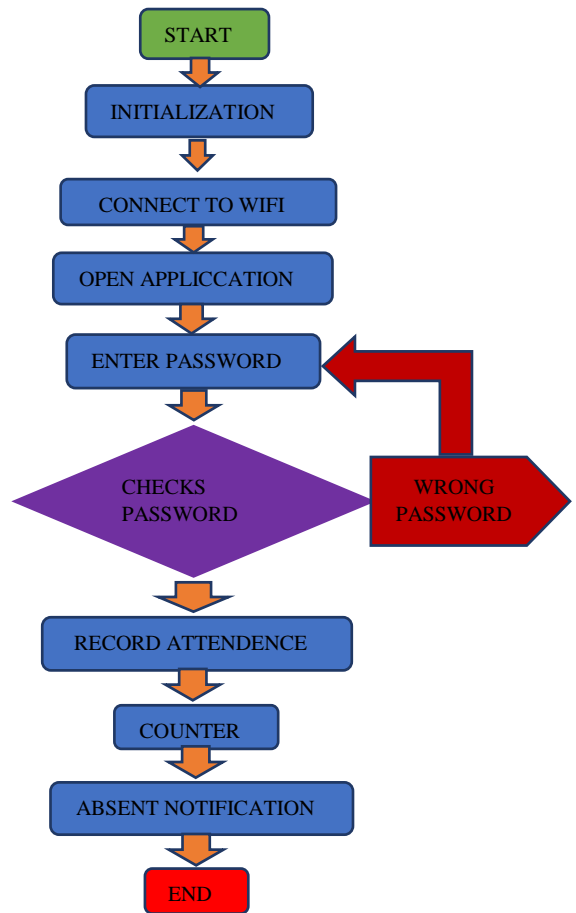 START
INITIALIZATION
CONNECT TO WIFI
OPEN APPLICCATION
ENTER PASSWORD
CHECKS
PASSWORD
WRONG
PASSWORD
RECORD ATTENDENCE
COUNTER
ABSENT NOTIFICATION
END